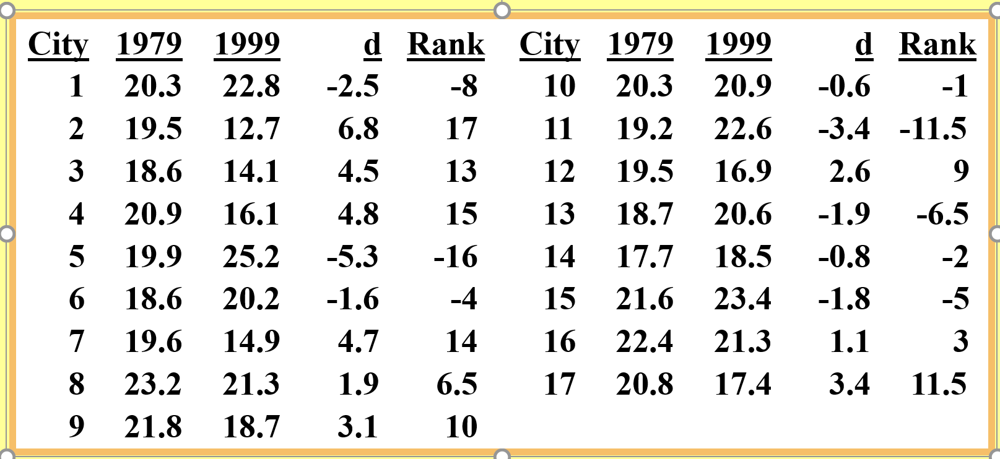 City 1979 1999 d Rank City 1979 1999 d Rank
1 20.3 22.8 -2.5 -8 10 20.3 20.9 -0.6 -1
2 19.5 12.7 6.8 17 11 19.2 22.6 -3.4 -11.5
3 18.6 14.1 4.5 13 12 19.5 16.9 2.6 9
4 20.9 16.1 4.8 15 13 18.7 20.6 -1.9 -6.5
5 19.9 25.2 -5.3 -16 14 17.7 18.5 -0.8 -2
6 18.6 20.2 -1.6 -4 15 21.6 23.4 -1.8 -5
7 19.6 14.9 4.7 14 16 22.4 21.3 1.1 3
8 23.2 21.3 1.9 6.5 17 20.8 17.4 3.4 11.5
9 21.8 18.7 3.1 10